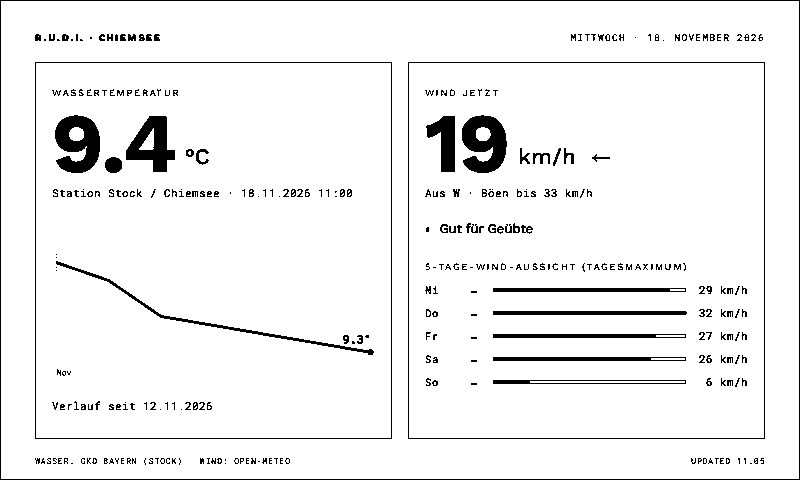 R.U.D.I. · CHIEMSEE
MITTWOCH · 18. NOVEMBER 2026
WASSERTEMPERATUR
9.4 °C
Station Stock / Chiemsee · 18.11.2026 11:00
9.3°
Nov
Verlauf seit 12.11.2026
WIND JETZT
19 km/h ←
Aus W · Böen bis 33 km/h
Gut für Geübte
5-TAGE-WIND-AUSSICHT (TAGESMAXIMUM)
Mi – 29 km/h
Do – 32 km/h
Fr – 27 km/h
Sa – 26 km/h
So – 6 km/h
WASSER: GKD BAYERN (STOCK) WIND: OPEN-METEO
UPDATED 11:05